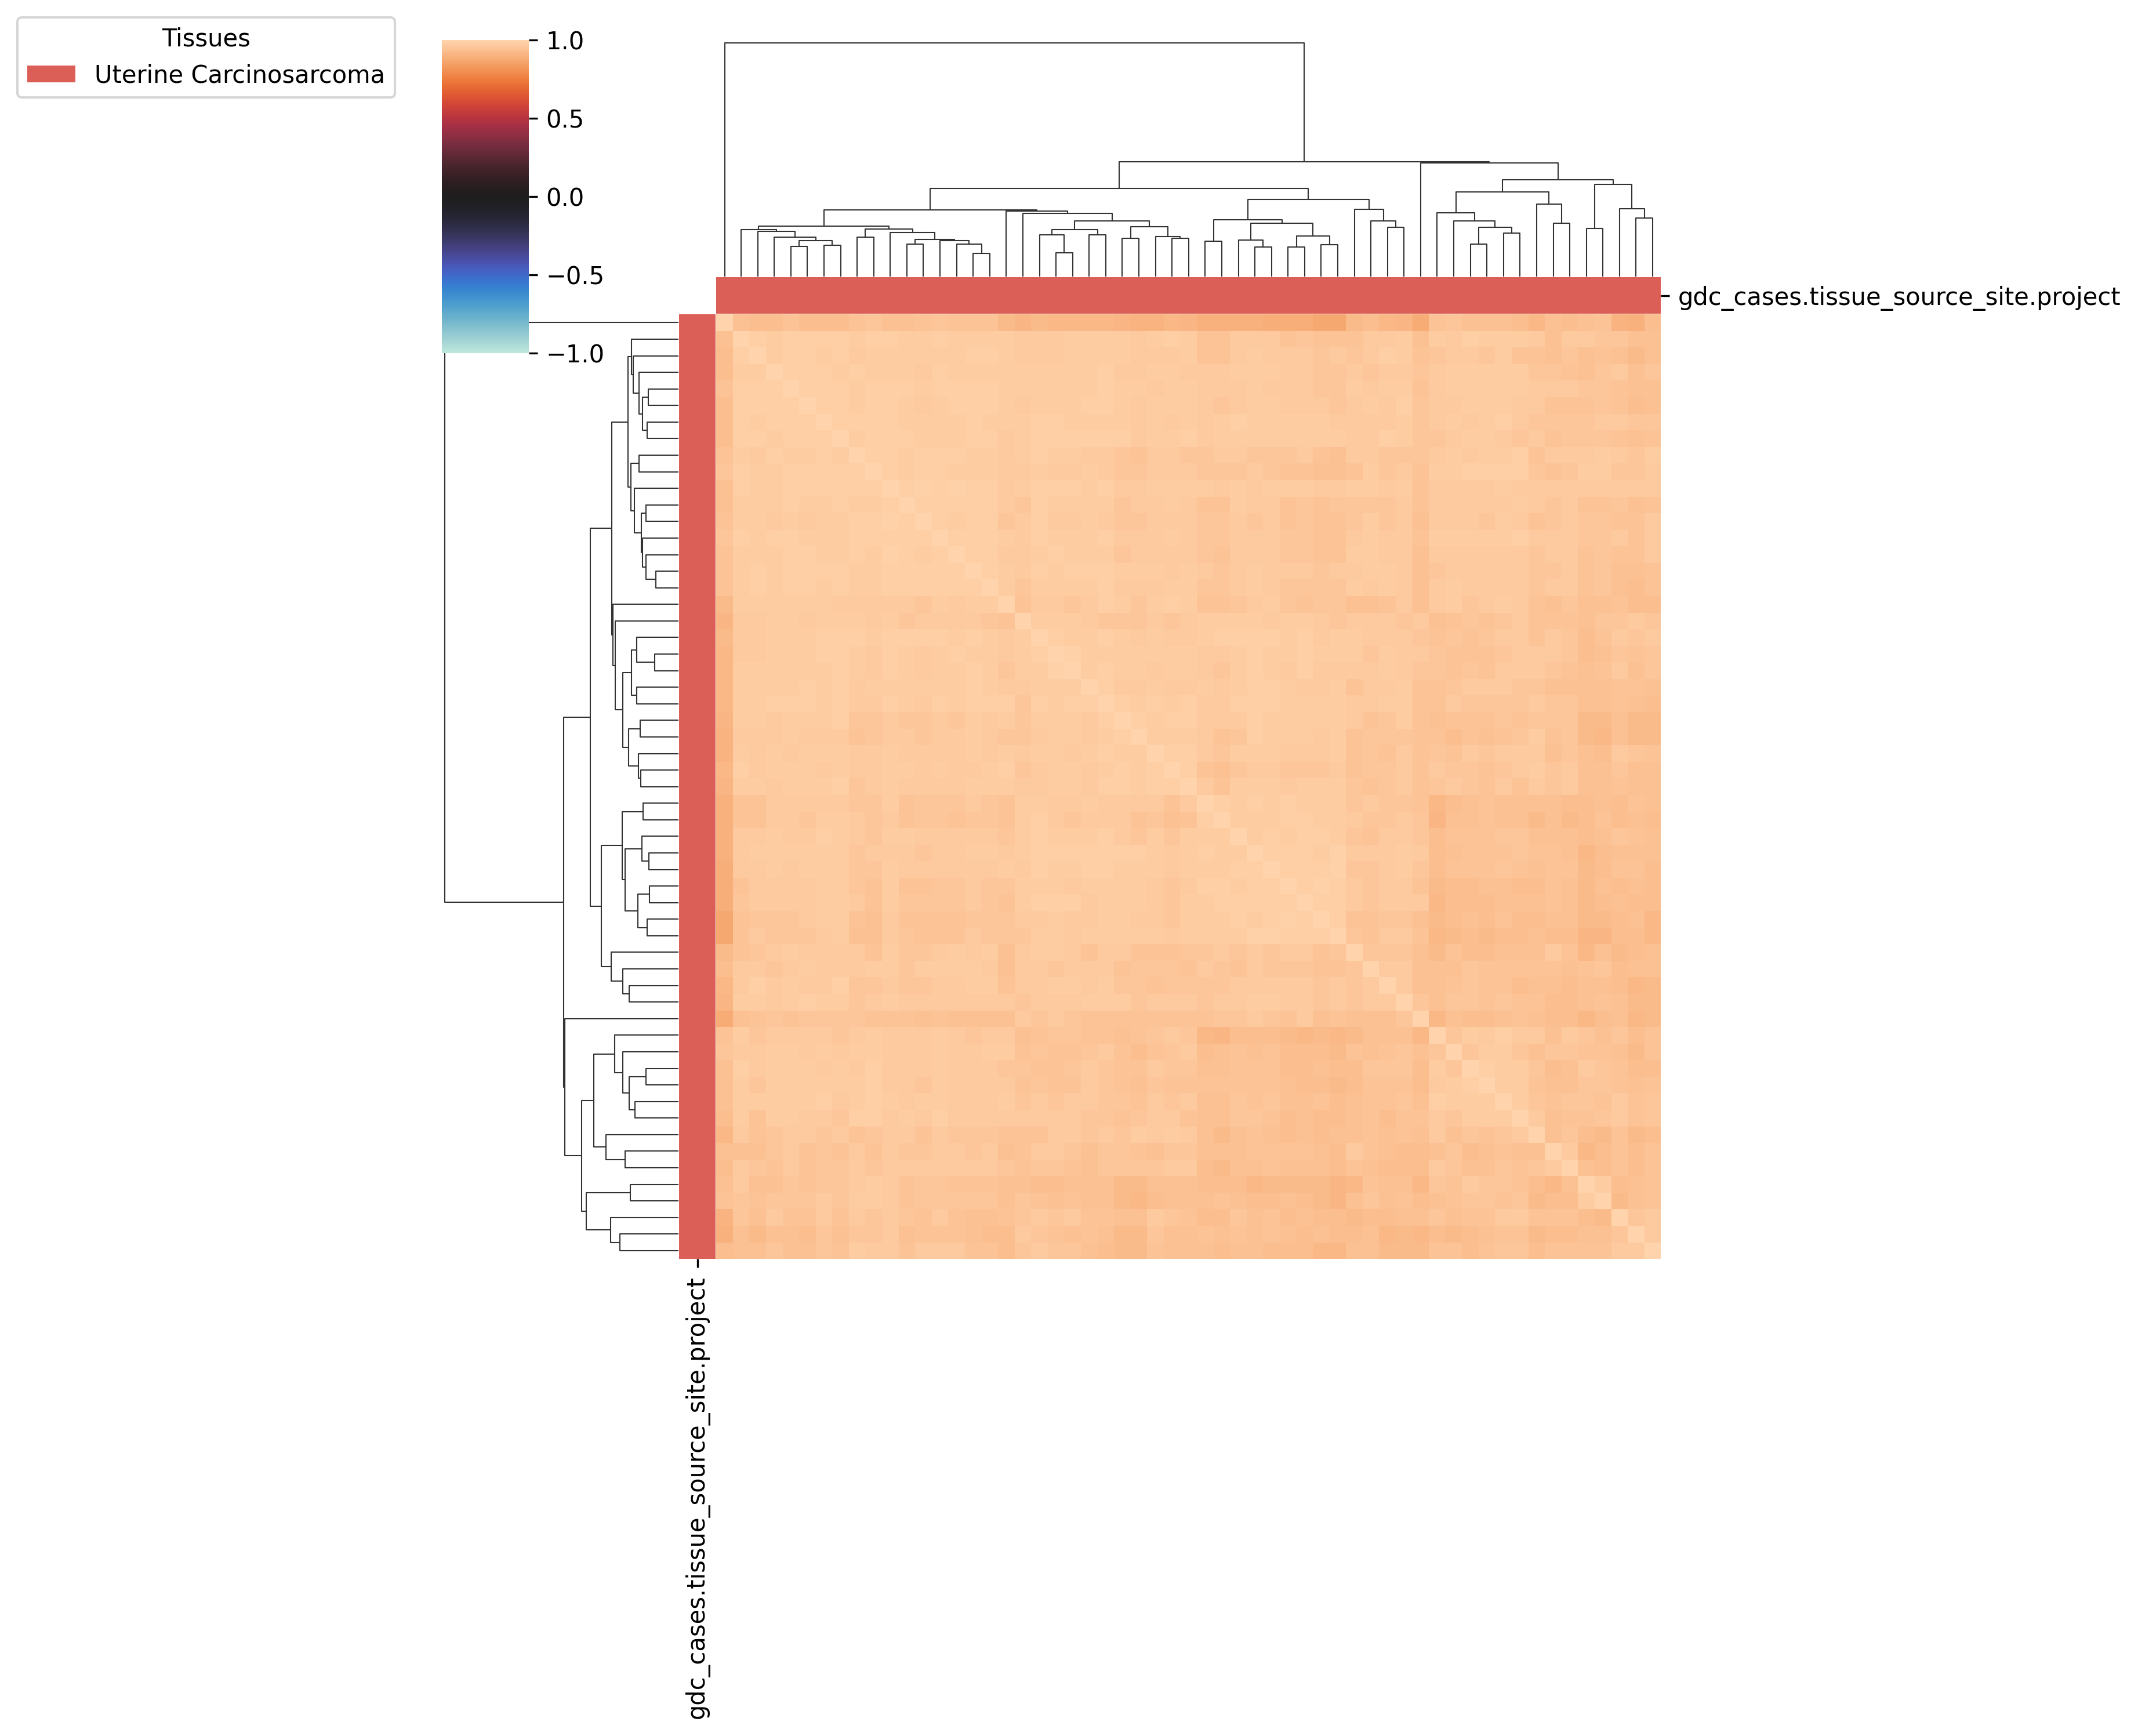 Tissues
Uterine Carcinosarcoma
1.0
0.5
0.0
−0.5
−1.0
gdc_cases.tissue_source_site.project
gdc_cases.tissue_source_site.project